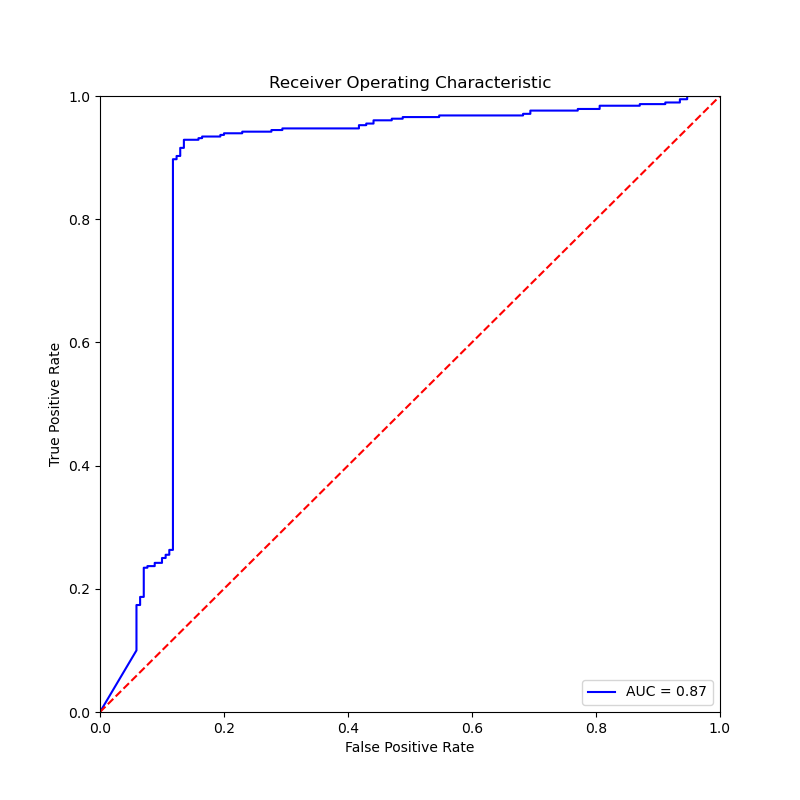 Receiver Operating Characteristic
1.0
0.8
0.6
0.4
0.2
0.0
True Positive Rate
AUC = 0.87
0.0 0.2 0.4 0.6 0.8 1.0
False Positive Rate